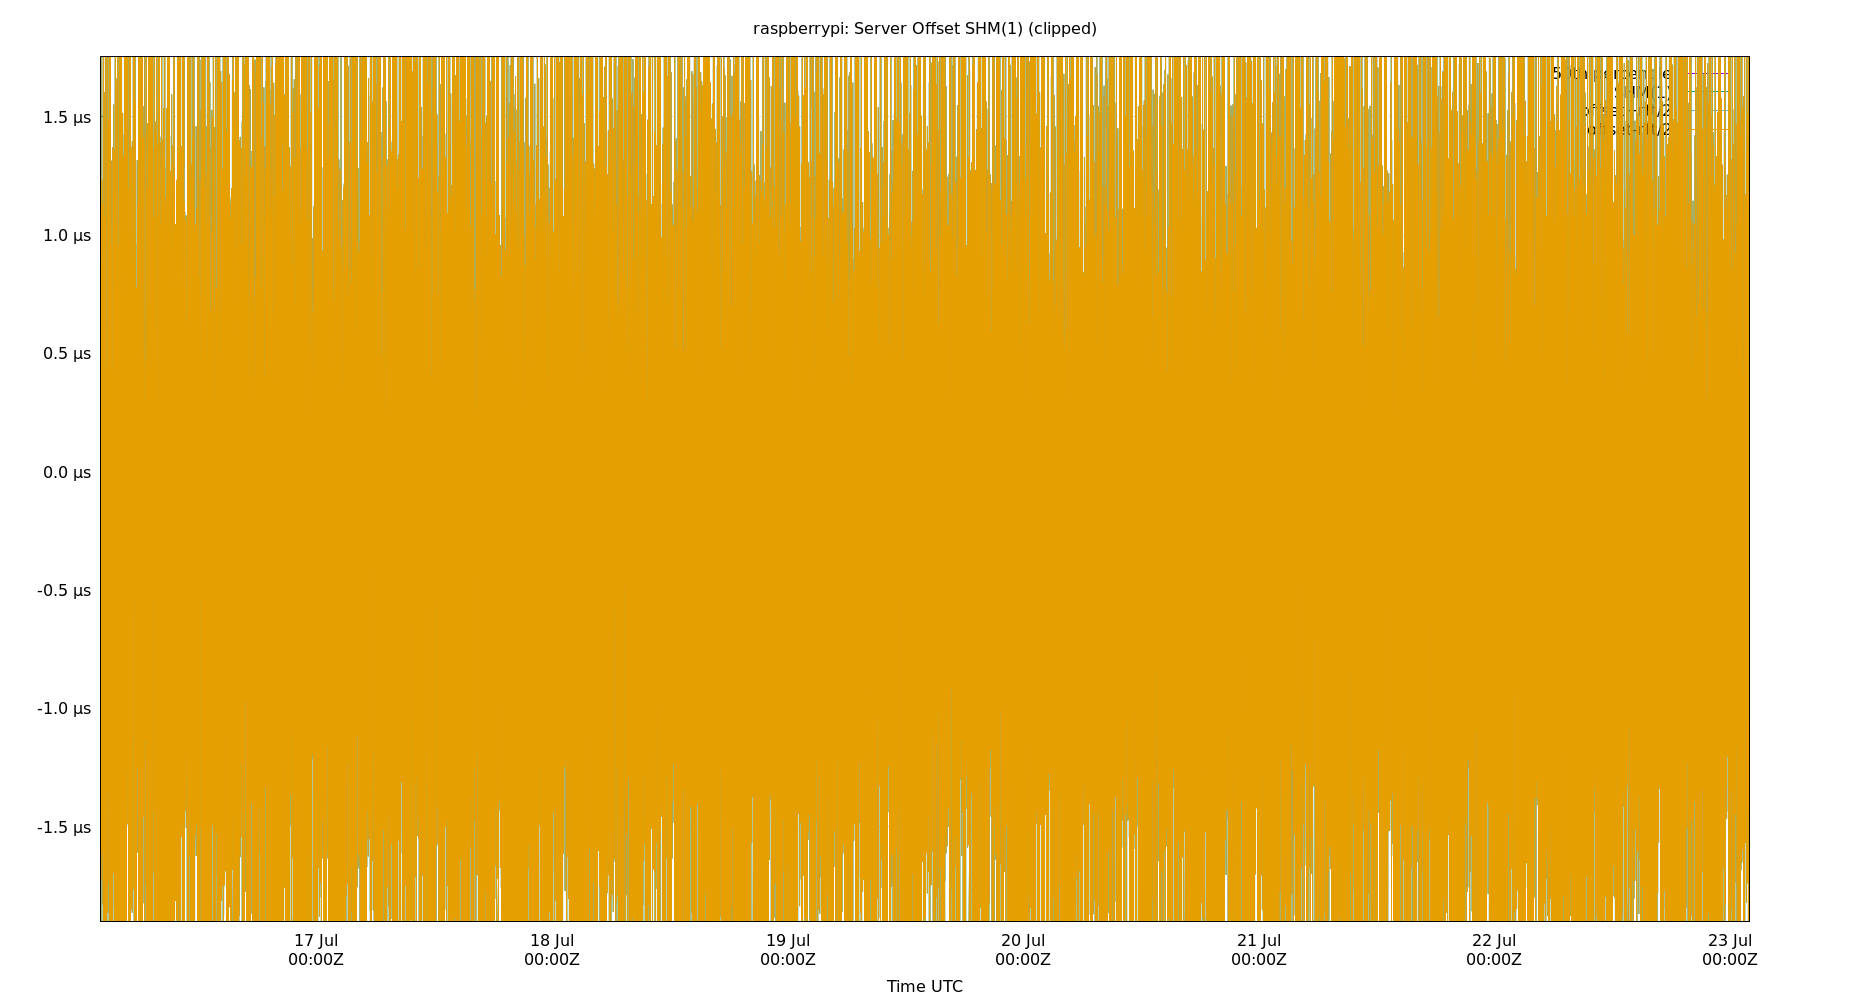 raspberrypi: Server Offset SHM(1) (clipped)
1.5 µs
1.0 µs
0.5 µs
0.0 µs
-0.5 µs
-1.0 µs
-1.5 µs
17 Jul
00:00Z
18 Jul
00:00Z
19 Jul
00:00Z
20 Jul
00:00Z
21 Jul
00:00Z
22 Jul
00:00Z
23 Jul
00:00Z
Time UTC
SHM(1)